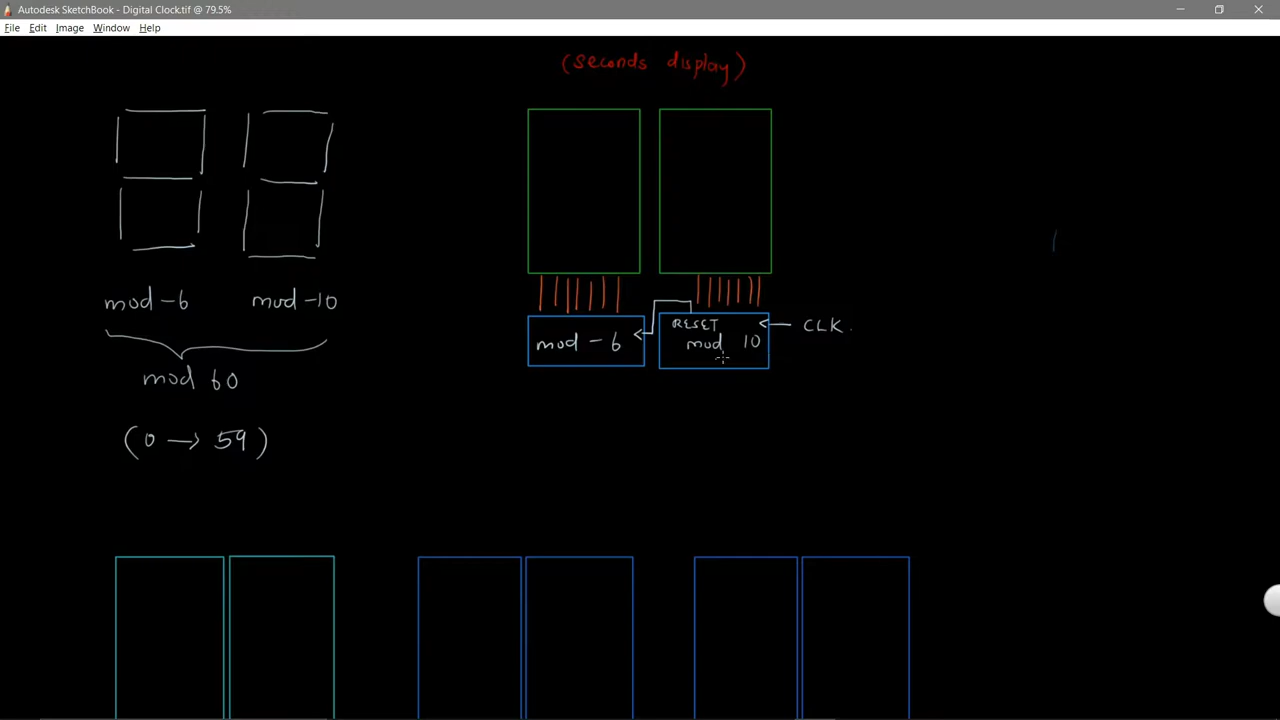 Autodesk SketchBook - Digital Clock.tif @ 79.5%
File Edit Image Window Help
(seconds display)
mod-6 mod-10
mod 60
(0 → 59)
RESET
mod-6 mod 10
CLK.